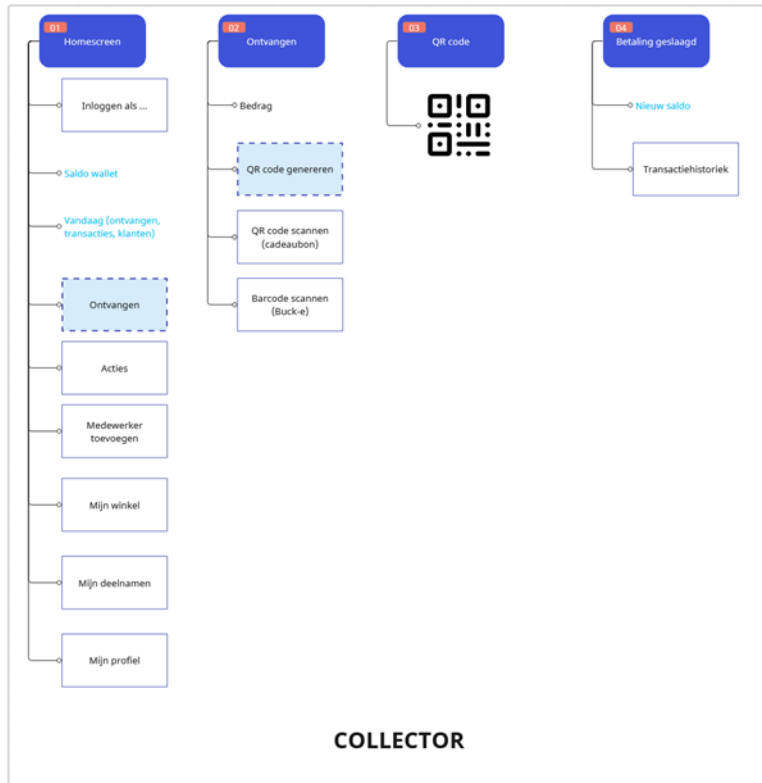 01
Homescreen
Inloggen als ...
Saldo wallet
Vandaag (ontvangen,
transacties, klanten)
Ontvangen
Acties
Medewerker
toevoegen
Mijn winkel
Mijn deelnamen
Mijn profiel
02
Ontvangen
Bedrag
QR code genereren
QR code scannen
(cadeaubon)
Barcode scannen
(Buck-e)
03
QR code
04
Betaling geslaagd
Nieuw saldo
Transactiehistoriek
COLLECTOR